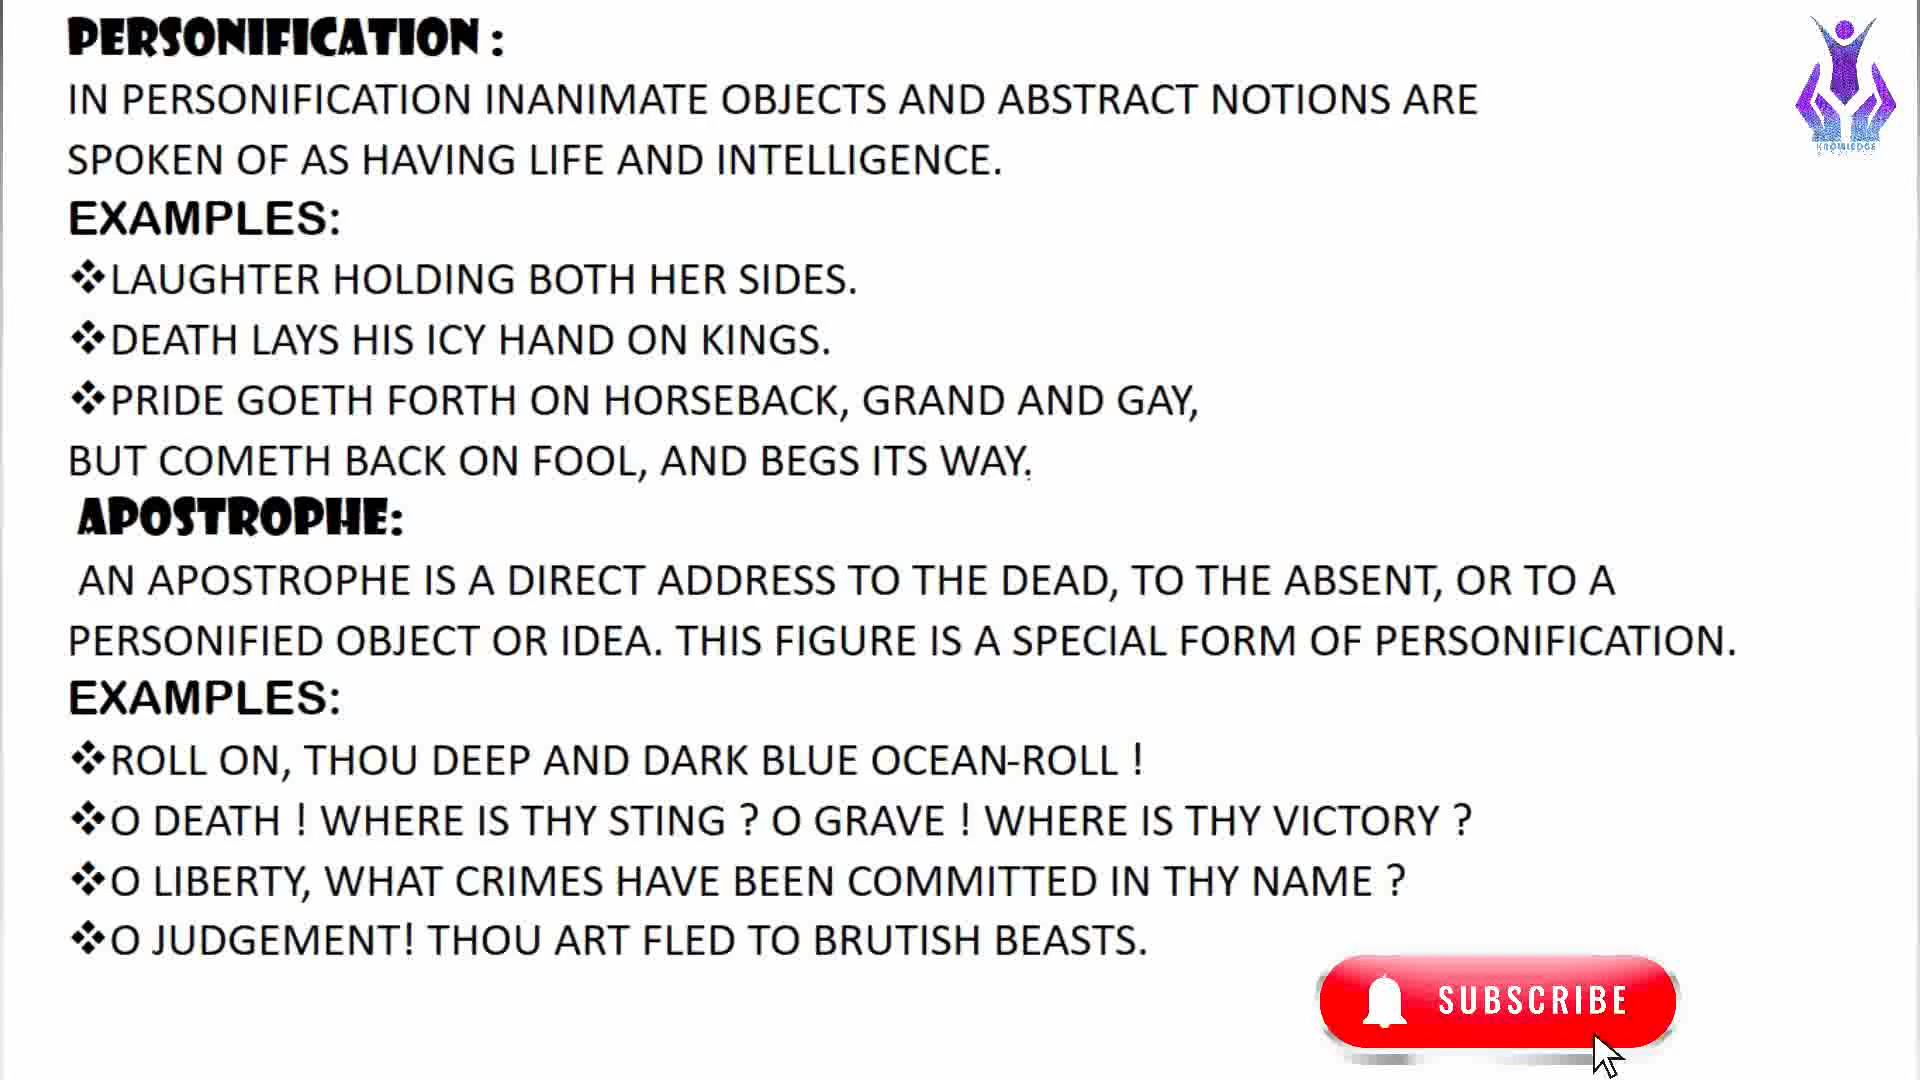 PERSONIFICATION :
IN PERSONIFICATION INANIMATE OBJECTS AND ABSTRACT NOTIONS ARE
SPOKEN OF AS HAVING LIFE AND INTELLIGENCE.
EXAMPLES:
❖LAUGHTER HOLDING BOTH HER SIDES.
❖DEATH LAYS HIS ICY HAND ON KINGS.
❖PRIDE GOETH FORTH ON HORSEBACK, GRAND AND GAY,
BUT COMETH BACK ON FOOL, AND BEGS ITS WAY.
APOSTROPHE:
AN APOSTROPHE IS A DIRECT ADDRESS TO THE DEAD, TO THE ABSENT, OR TO A
PERSONIFIED OBJECT OR IDEA. THIS FIGURE IS A SPECIAL FORM OF PERSONIFICATION.
EXAMPLES:
❖ROLL ON, THOU DEEP AND DARK BLUE OCEAN-ROLL !
❖O DEATH ! WHERE IS THY STING ? O GRAVE ! WHERE IS THY VICTORY ?
❖O LIBERTY, WHAT CRIMES HAVE BEEN COMMITTED IN THY NAME ?
❖O JUDGEMENT! THOU ART FLED TO BRUTISH BEASTS.
SUBSCRIBE
KNOWLEDGE